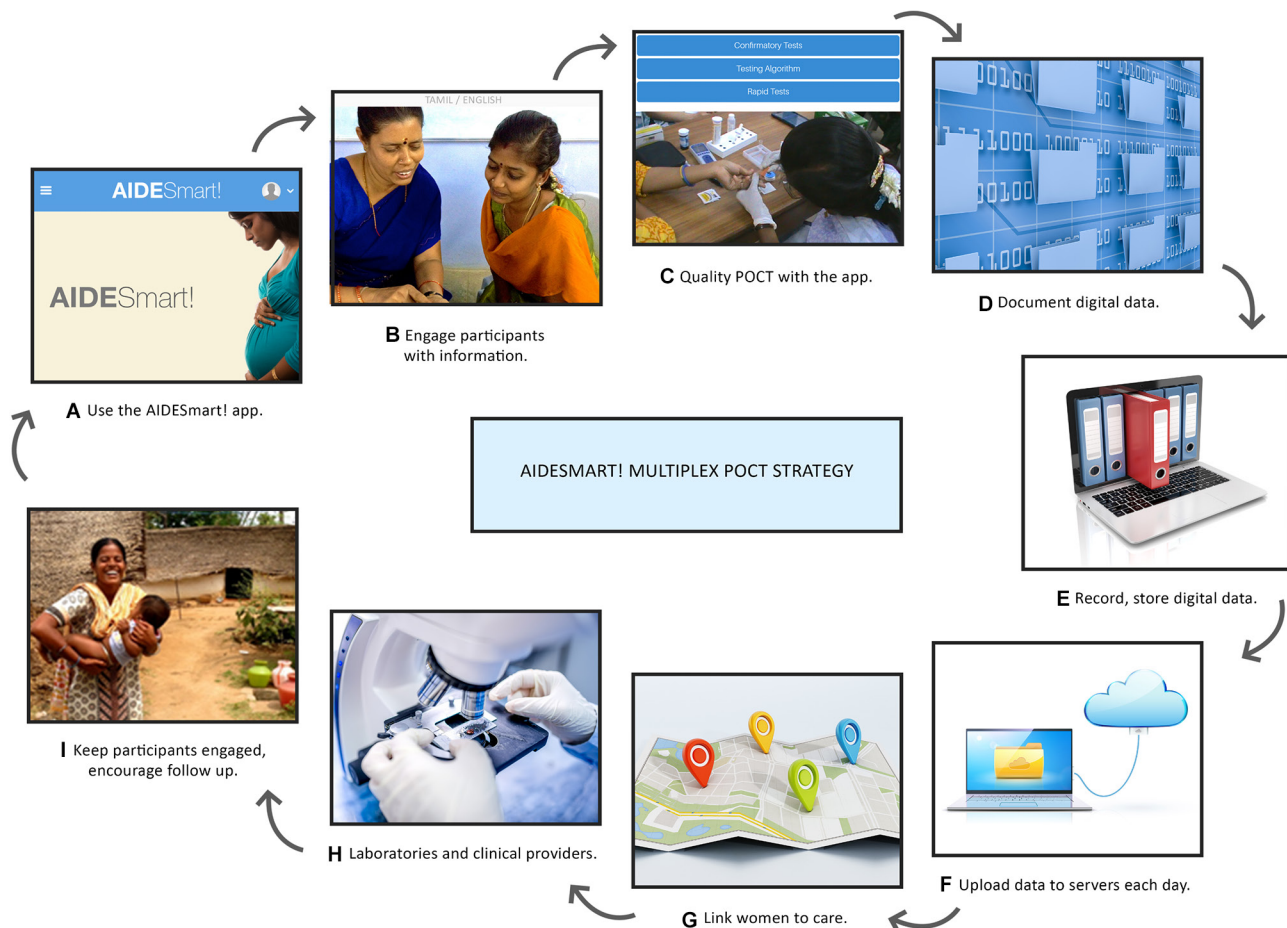 AIDESmart!
AIDESmart!
A Use the AIDESmart! app.
TAMIL / ENGLISH
B Engage participants
with information.
Confirmatory Tests
Testing Algorithm
Rapid Tests
C Quality POCT with the app.
D Document digital data.
E Record, store digital data.
F Upload data to servers each day.
G Link women to care.
H Laboratories and clinical providers.
I Keep participants engaged,
encourage follow up.
AIDESMART! MULTIPLEX POCT STRATEGY